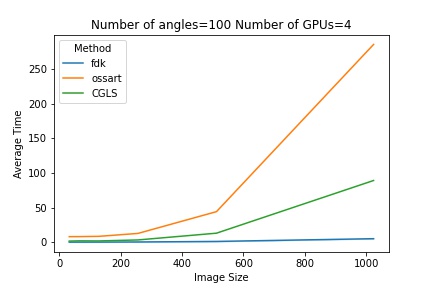 Number of angles=100 Number of GPUs=4
Method
fdk
ossart
CGLS
Average Time
250
200
150
100
50
0
0 200 400 600 800 1000
Image Size